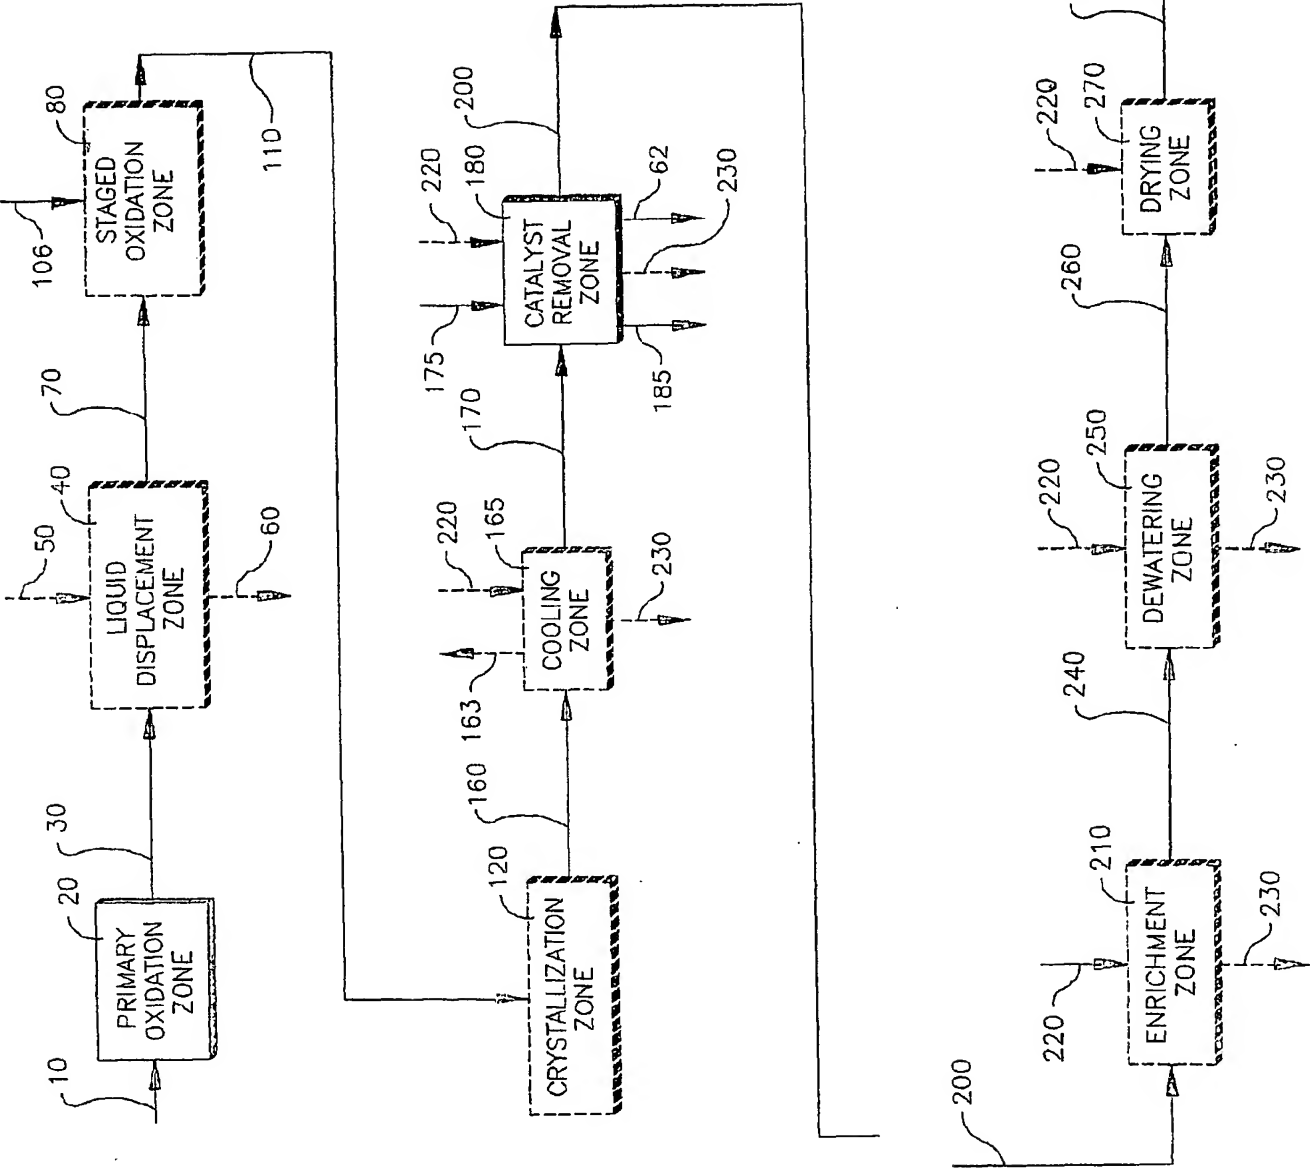 10
PRIMARY
OXIDATION
ZONE
20
30
LIQUID
DISPLACEMENT
ZONE
40
50
60
70
STAGED
OXIDATION
ZONE
80
106
110
CRYSTALLIZATION
ZONE
120
160
COOLING
ZONE
163
220
165
230
170
CATALYST
REMOVAL
ZONE
175
220
180
185
230
62
200
200
ENRICHMENT
ZONE
220
210
230
240
DEWATERING
ZONE
220
250
230
260
DRYING
ZONE
220
270